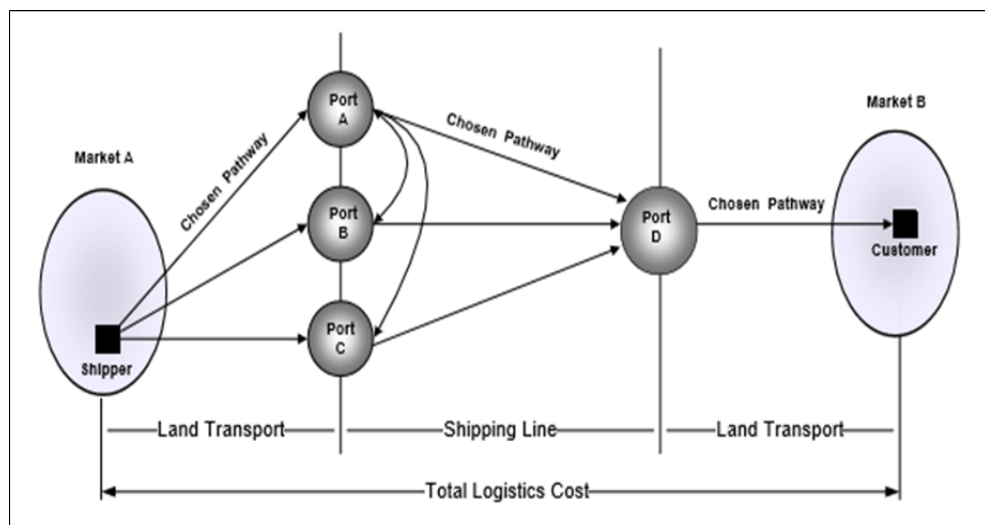 Market A
Market B
Port
A
Port
B
Port
C
Port
D
Chosen Pathway
Chosen Pathway
Chosen Pathway
Shipper
Customer
Land Transport
Shipping Line
Land Transport
Total Logistics Cost